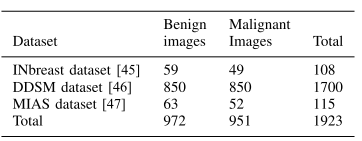 Dataset Benign images Malignant Images Total
INbreast dataset [45] 59 49 108
DDSM dataset [46] 850 850 1700
MIAS dataset [47] 63 52 115
Total 972 951 1923